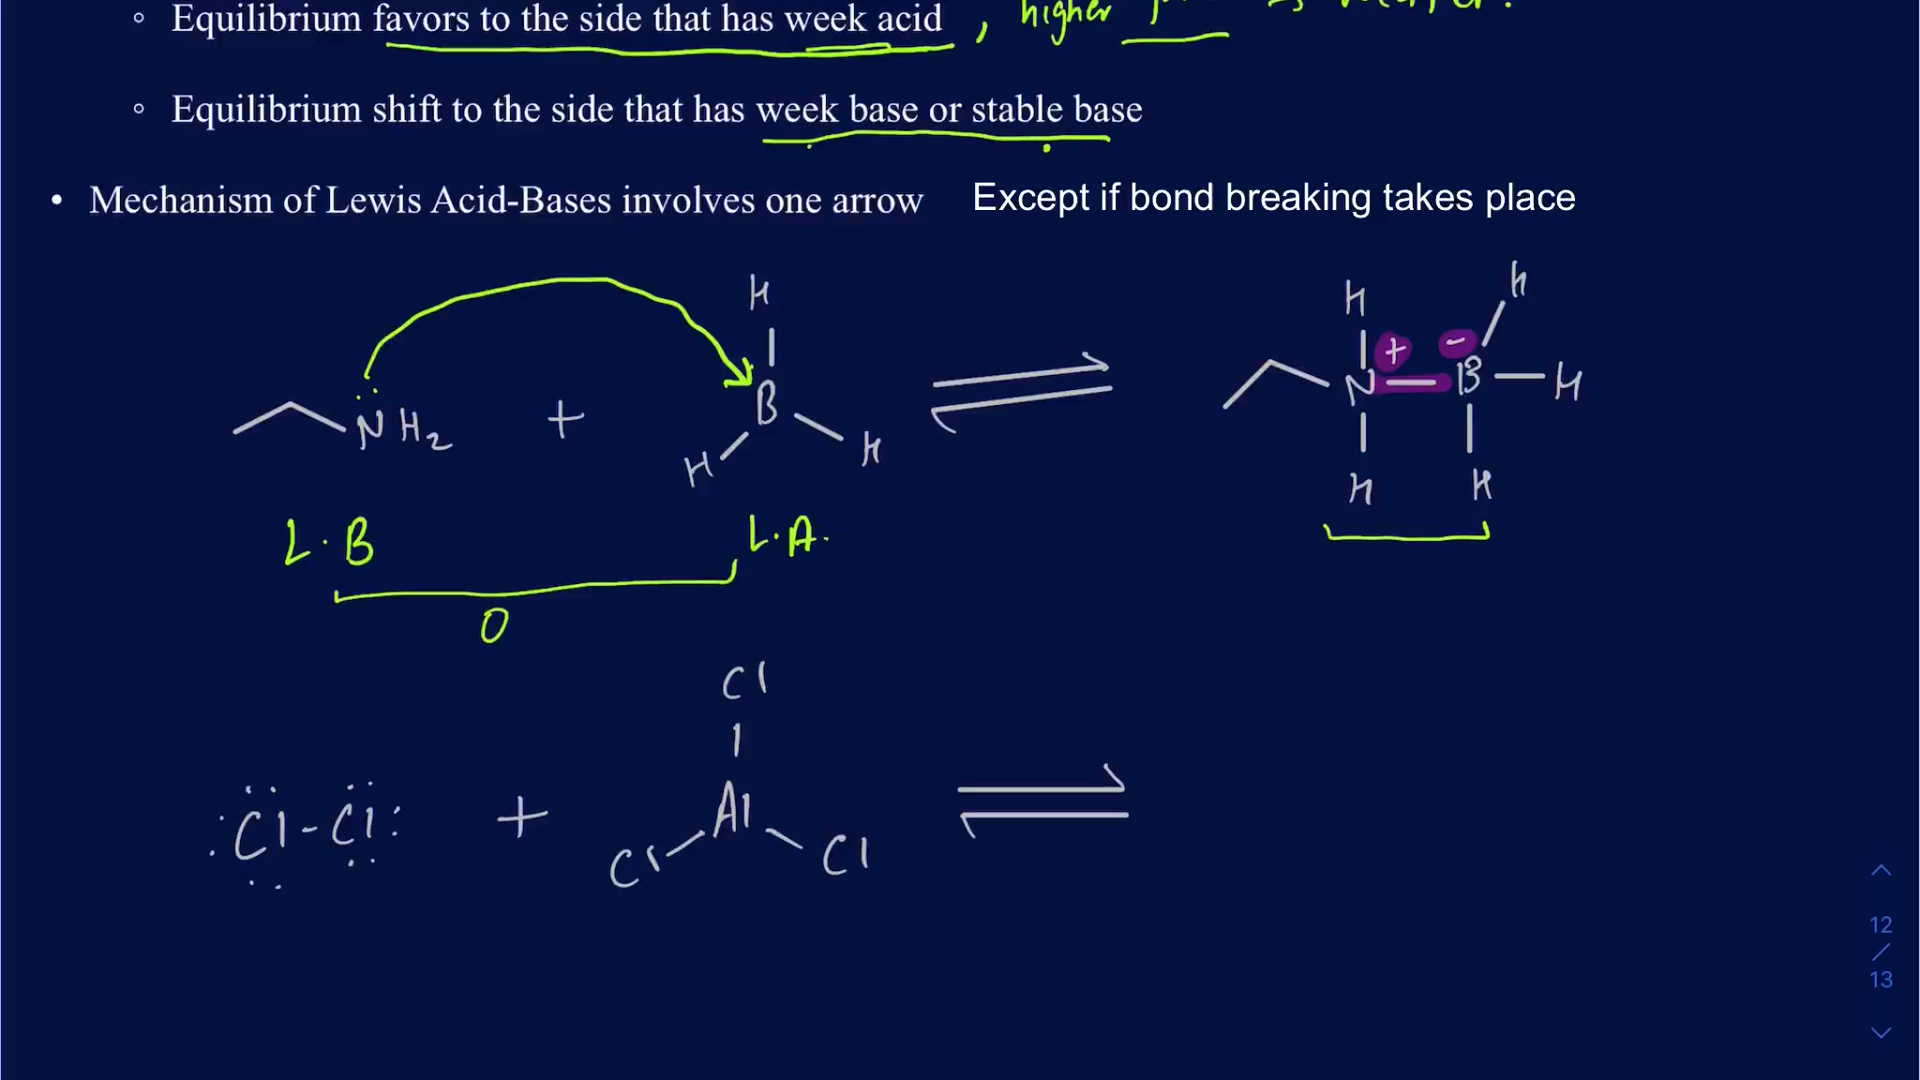 ◦ Equilibrium favors to the side that has week acid , higher
◦ Equilibrium shift to the side that has week base or stable base
• Mechanism of Lewis Acid-Bases involves one arrow Except if bond breaking takes place
H H H
NH2 + B N + - B H
H H H H
L.B L.A.
O
Cl
:Cl-Cl: + Al
Cl Cl
12
/
13